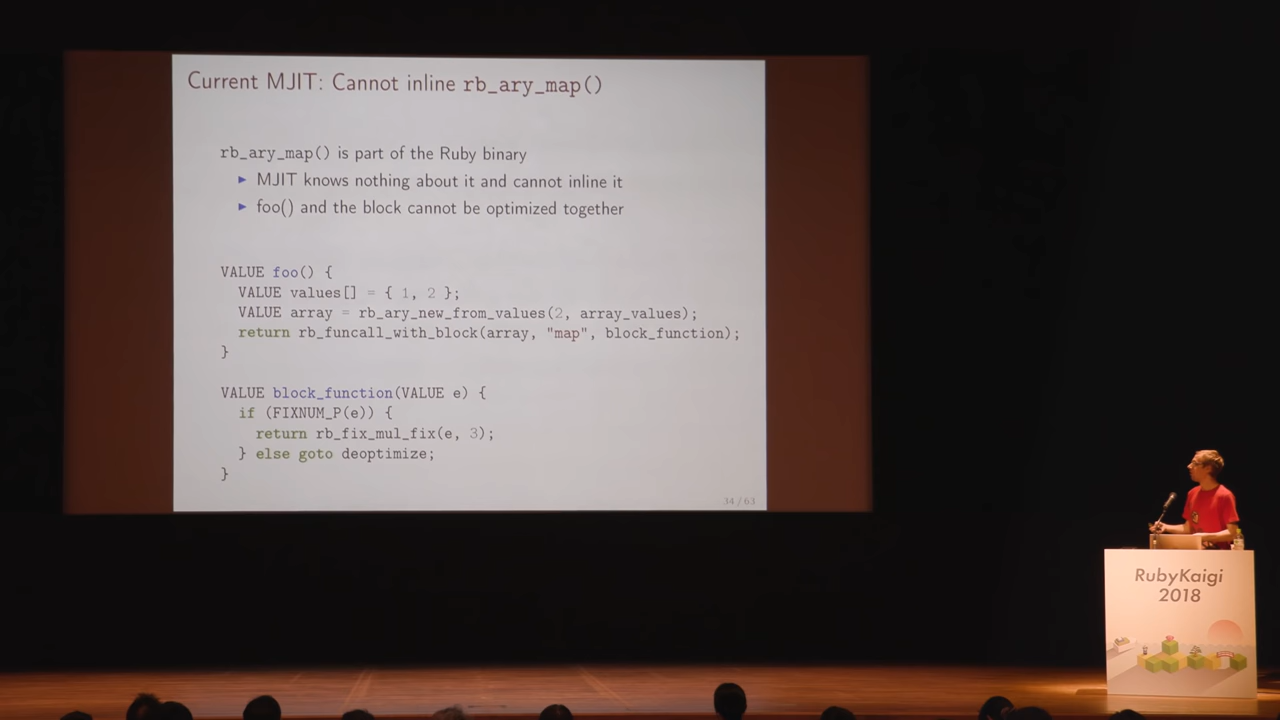 Current MJIT: Cannot inline rb_ary_map()
rb_ary_map() is part of the Ruby binary
▶ MJIT knows nothing about it and cannot inline it
▶ foo() and the block cannot be optimized together
VALUE foo() {
VALUE values[] = { 1, 2 };
VALUE array = rb_ary_new_from_values(2, array_values);
return rb_funcall_with_block(array, "map", block_function);
}
VALUE block_function(VALUE e) {
if (FIXNUM_P(e)) {
return rb_fix_mul_fix(e, 3);
} else goto deoptimize;
}
34 / 63
RubyKaigi
2018